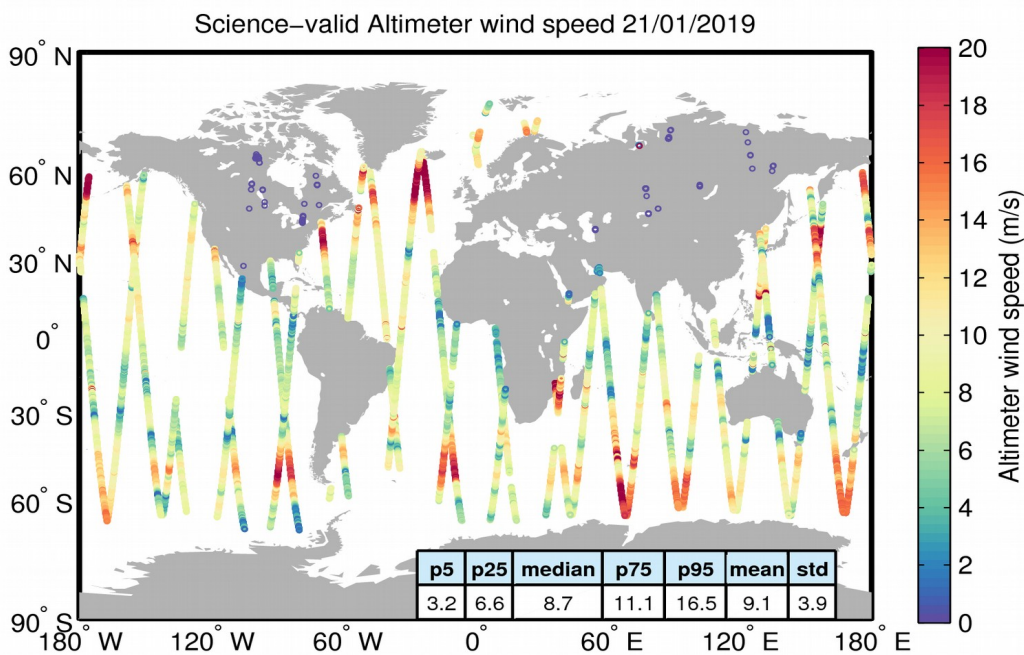 Science−valid Altimeter wind speed 21/01/2019
90° N
60° N
30° N
0°
30° S
60° S
90° S
180° W
120° W
60° W
0°
60° E
120° E
180° E
p5 p25 median p75 p95 mean std
3.2 6.6 8.7 11.1 16.5 9.1 3.9
20
18
16
14
12
10
8
6
4
2
0
Altimeter wind speed (m/s)